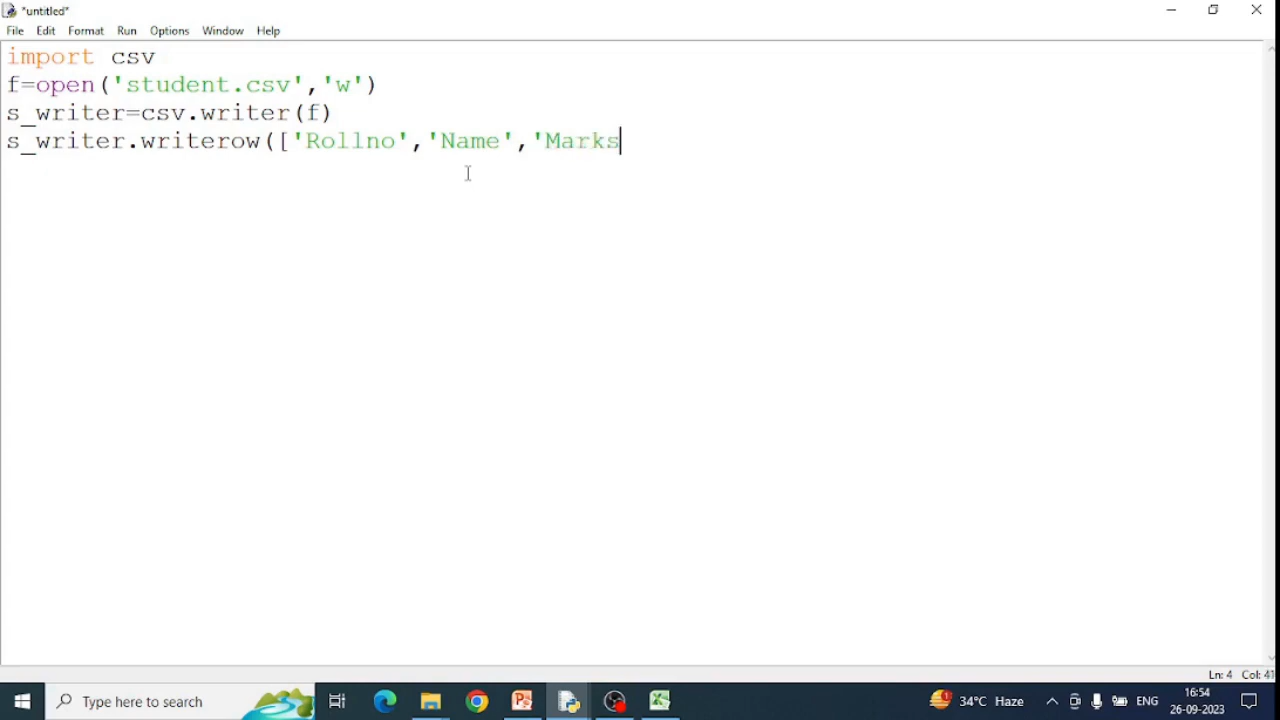 *untitled*
File Edit Format Run Options Window Help
import csv
f=open('student.csv','w')
s_writer=csv.writer(f)
s_writer.writerow(['Rollno','Name','Marks
Ln: 4 Col: 41
Type here to search
1
34°C Haze
ENG
16:54
26-09-2023